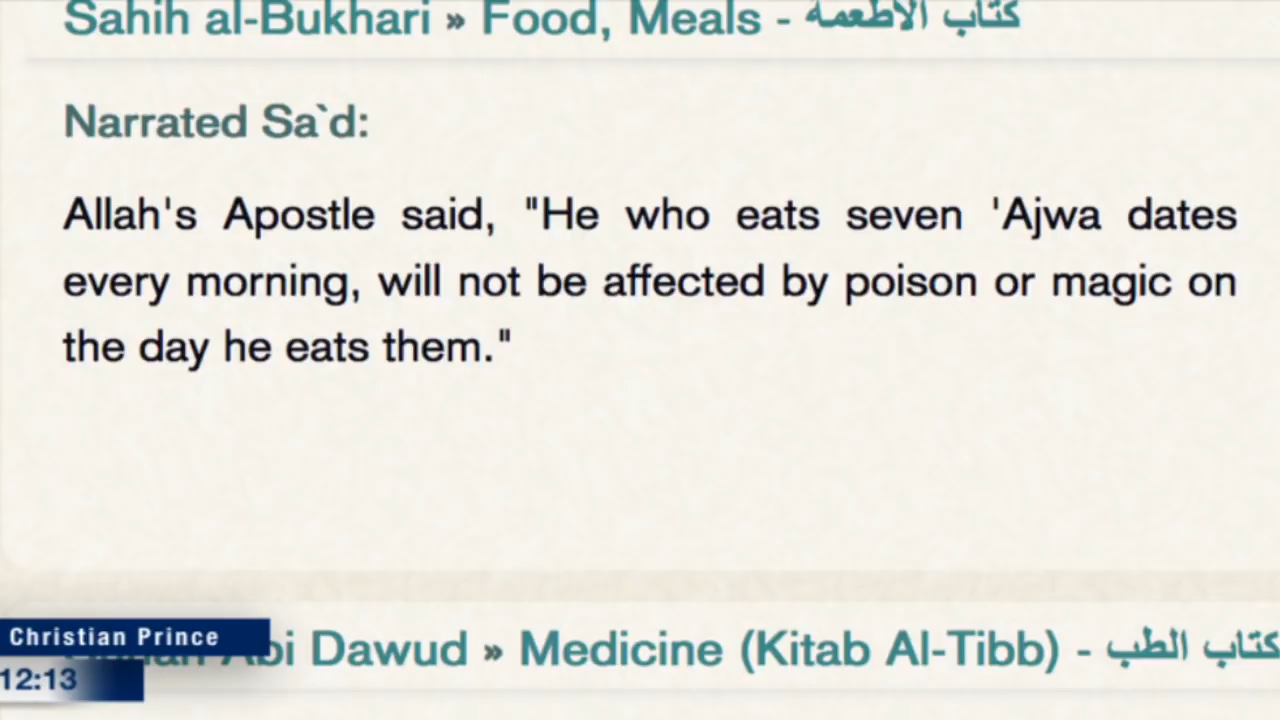 Sahih al-Bukhari » Food, Meals - كتاب الأطعمة
Narrated Sa`d:
Allah's Apostle said, "He who eats seven 'Ajwa dates
every morning, will not be affected by poison or magic on
the day he eats them."
Christian Prince
Abi Dawud » Medicine (Kitab Al-Tibb) - كتاب الطب
12:13